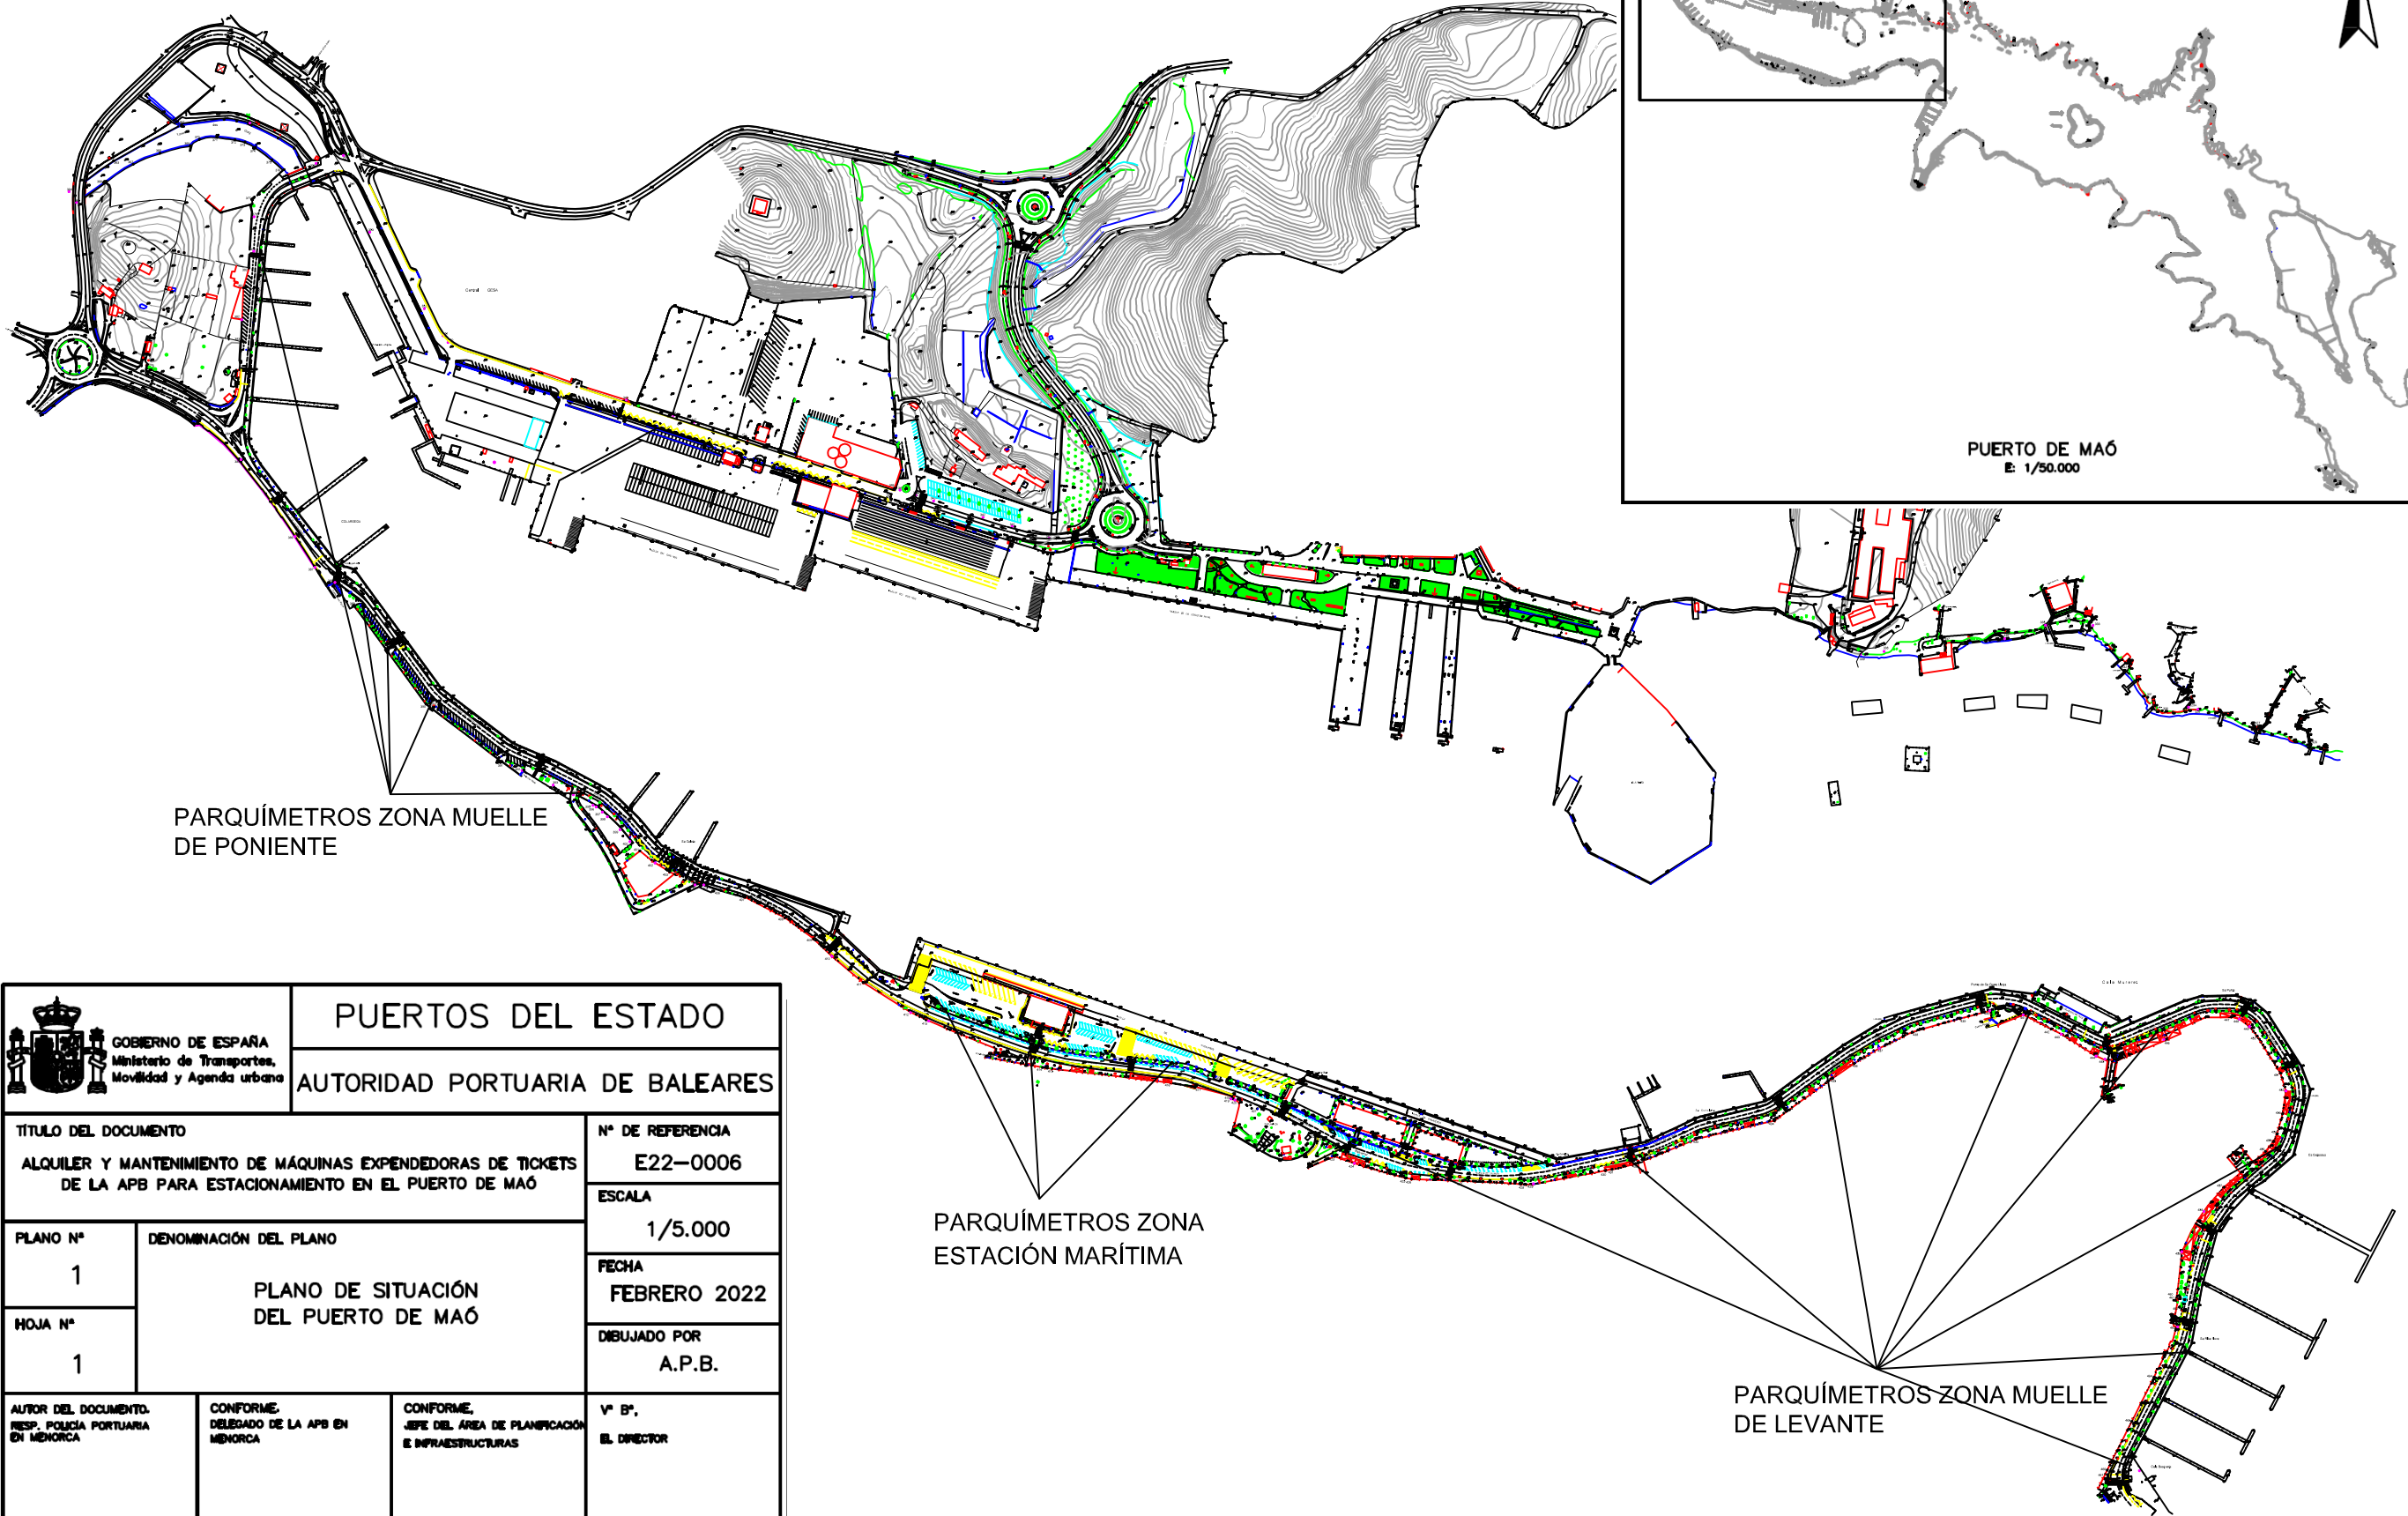 PUERTO DE MAÓ
E: 1/50.000
Central GESA
PARQUÍMETROS ZONA MUELLE
DE PONIENTE
PARQUÍMETROS ZONA
ESTACIÓN MARÍTIMA
PARQUÍMETROS ZONA MUELLE
DE LEVANTE
GOBIERNO DE ESPAÑA
Ministerio de Transportes,
Movilidad y Agenda urbana
PUERTOS DEL ESTADO
AUTORIDAD PORTUARIA DE BALEARES
TÍTULO DEL DOCUMENTO
ALQUILER Y MANTENIMIENTO DE MÁQUINAS EXPENDEDORAS DE TICKETS
DE LA APB PARA ESTACIONAMIENTO EN EL PUERTO DE MAÓ
Nº DE REFERENCIA
E22-0006
ESCALA
1/5.000
PLANO Nº
1
DENOMINACIÓN DEL PLANO
PLANO DE SITUACIÓN
DEL PUERTO DE MAÓ
FECHA
FEBRERO 2022
HOJA Nº
1
DIBUJADO POR
A.P.B.
AUTOR DEL DOCUMENTO.
RESP. POLICÍA PORTUARIA
EN MENORCA
CONFORME.
DELEGADO DE LA APB EN
MENORCA
CONFORME,
JEFE DEL ÁREA DE PLANIFICACIÓN
E INFRAESTRUCTURAS
Vº Bº,
EL DIRECTOR